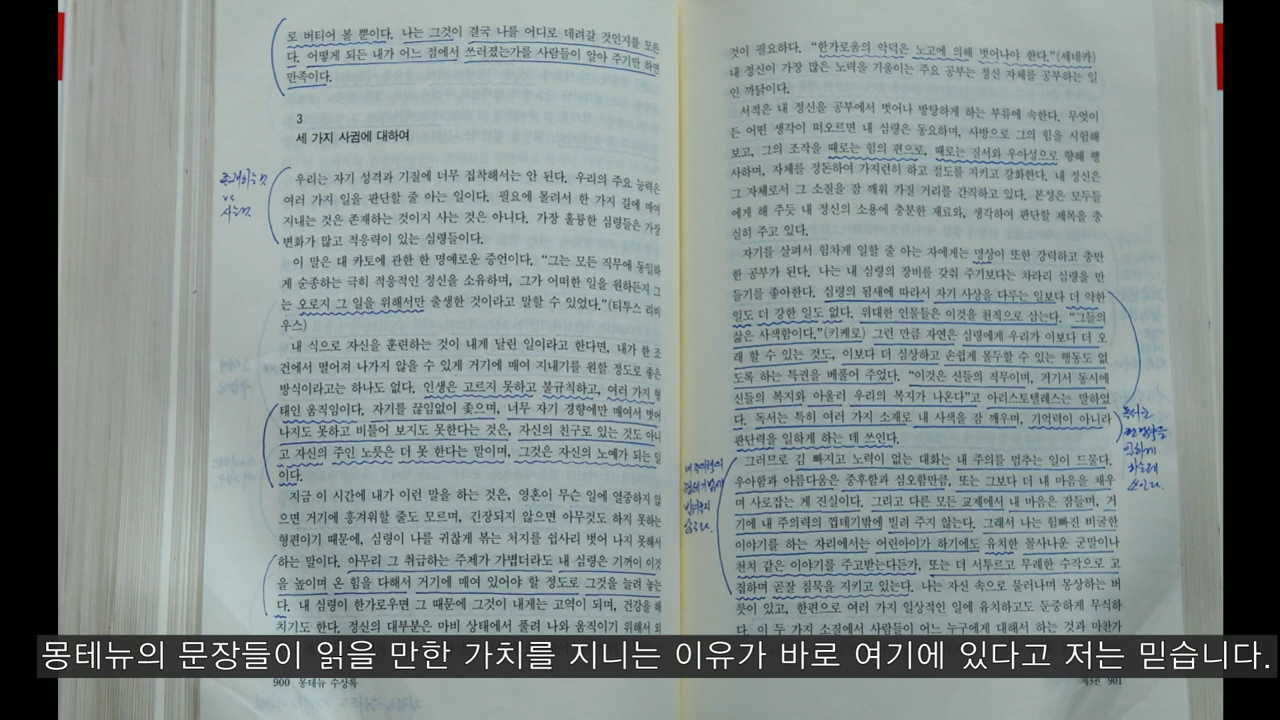 로 버티어 볼 뿐이다. 나는 그것이 결국 나를 어디로 데려갈 것인지를 모른
다. 어떻게 되든 내가 어느 점에서 쓰러졌는가를 사람들이 알아 주기만 하면
만족이다.
3
세 가지 사귐에 대하여
우리는 자기 성격과 기질에 너무 집착해서는 안 된다. 우리의 주요 능력은
여러 가지 일을 판단할 줄 아는 일이다. 필요에 몰려서 한 가지 길에 매여
지내는 것은 존재하는 것이지 사는 것은 아니다. 가장 훌륭한 심령들은 가장
변화가 많고 적응력이 있는 심령들이다.
이 말은 대 카토에 관한 한 명예로운 증언이다. “그는 모든 직무에 동일하
게 순종하는 극히 적응적인 정신을 소유하며, 그가 어떠한 일을 원하든지 그
는 오로지 그 일을 위해서만 출생한 것이라고 말할 수 있었다.”(티투스 리비
우스)
내 식으로 자신을 훈련하는 것이 내게 달린 일이라고 한다면, 내가 한 조
건에서 떨어져 나가지 않을 수 있게 거기에 매여 지내기를 원할 정도로 좋은
방식이라고는 하나도 없다. 인생은 고르지 못하고 불규칙하고, 여러 가지 형
태인 움직임이다. 자기를 끊임없이 좇으며, 너무 자기 경향에만 매여서 벗어
나지도 못하고 비틀어 보지도 못한다는 것은, 자신의 친구로 있는 것도 아니
고 자신의 주인 노릇은 더 못 한다는 말이며, 그것은 자신의 노예가 되는 일
이다.
지금 이 시간에 내가 이런 말을 하는 것은, 영혼이 무슨 일에 열중하지 않
으면 거기에 흥겨워할 줄도 모르며, 긴장되지 않으면 아무것도 하지 못하는
형편이기 때문에, 심령이 나를 귀찮게 볶는 처지를 쉽사리 벗어 나지 못해서
하는 말이다. 아무리 그 취급하는 주제가 가볍더라도 내 심령은 기꺼이 이것
을 높이며 온 힘을 다해서 거기에 매여 있어야 할 정도로 그것을 늘려 놓는
다. 내 심령이 한가로우면 그 때문에 그것이 내게는 고역이 되며, 건강을 해
치기도 한다. 정신의 대부분은 마비 상태에서 풀려 나와 움직이기 위해서 외
900 몽테뉴 수상록
존재하는것
vs
사는것
것이 필요하다. “한가로움의 악덕은 노고에 의해 벗어나야 한다.”(세네카)
내 정신이 가장 많은 노력을 기울이는 주요 공부는 정신 자체를 공부하는 일
인 까닭이다.
서적은 내 정신을 공부에서 벗어나 방탕하게 하는 부류에 속한다. 무엇이
든 어떤 생각이 떠오르면 내 심령은 동요하며, 사방으로 그의 힘을 시험해
보고, 그의 조작을 때로는 힘의 편으로, 때로는 질서와 우아성으로 향해 행
사하며, 자체를 정돈하여 가지런히 하고 절도를 지키고 강화한다. 내 정신은
그 자체로서 그 소질을 잠 깨워 가질 거리를 간직하고 있다. 본성은 모두들
에게 해 주듯 내 정신의 소용에 충분한 재료와, 생각하여 판단할 제목을 충
실히 주고 있다.
자기를 살펴서 힘차게 일할 줄 아는 자에게는 명상이 또한 강력하고 충만
한 공부가 된다. 나는 내 심령의 장비를 갖춰 주기보다는 차라리 심령을 만
들기를 좋아한다. 심령의 됨새에 따라서 자기 사상을 다루는 일보다 더 약한
일도 더 강한 일도 없다. 위대한 인물들은 이것을 천직으로 삼는다. “그들의
삶은 사색함이다.”(키케로) 그런 만큼 자연은 심령에게 우리가 이보다 더 오
래 할 수 있는 것도, 이보다 더 심상하고 손쉽게 몰두할 수 있는 행동도 없
도록 하는 특권을 베풀어 주었다. “이것은 신들의 직무이며, 거기서 동시에
신들의 복지와 아울러 우리의 복지가 나온다”고 아리스토텔레스는 말하였
다. 독서는 특히 여러 가지 소재로 내 사색을 잠 깨우며, 기억력이 아니라
판단력을 일하게 하는 데 쓰인다.
그러므로 김 빠지고 노력이 없는 대화는 내 주의를 멈추는 일이 드물다.
우아함과 아름다움은 중후함과 심오함만큼, 또는 그보다 더 내 마음을 채우
며 사로잡는 게 진실이다. 그리고 다른 모든 교제에서 내 마음은 잠들며, 거
기에 내 주의력의 껍데기밖에 빌려 주지 않는다. 그래서 나는 힘빠진 비굴한
이야기를 하는 자리에서는 어린아이가 하기에도 유치한 꼴사나운 군말이나
천치 같은 이야기를 주고받는다든가, 또는 더 서투르고 무례한 수작으로 고
집하며 곧잘 침묵을 지키고 있는다. 나는 자신 속으로 물러나며 몽상하는 버
릇이 있고, 한편으로 여러 가지 일상적인 일에 유치하고도 둔중하게 무식하
다. 이 두 가지 소질에서 사람들이 어느 누구에게 대해서 하는 것과 마찬가
제3권 901
독서는
판단력을
일하게
하는데
쓰인다.
몽테뉴의 문장들이 읽을 만한 가치를 지니는 이유가 바로 여기에 있다고 저는 믿습니다.